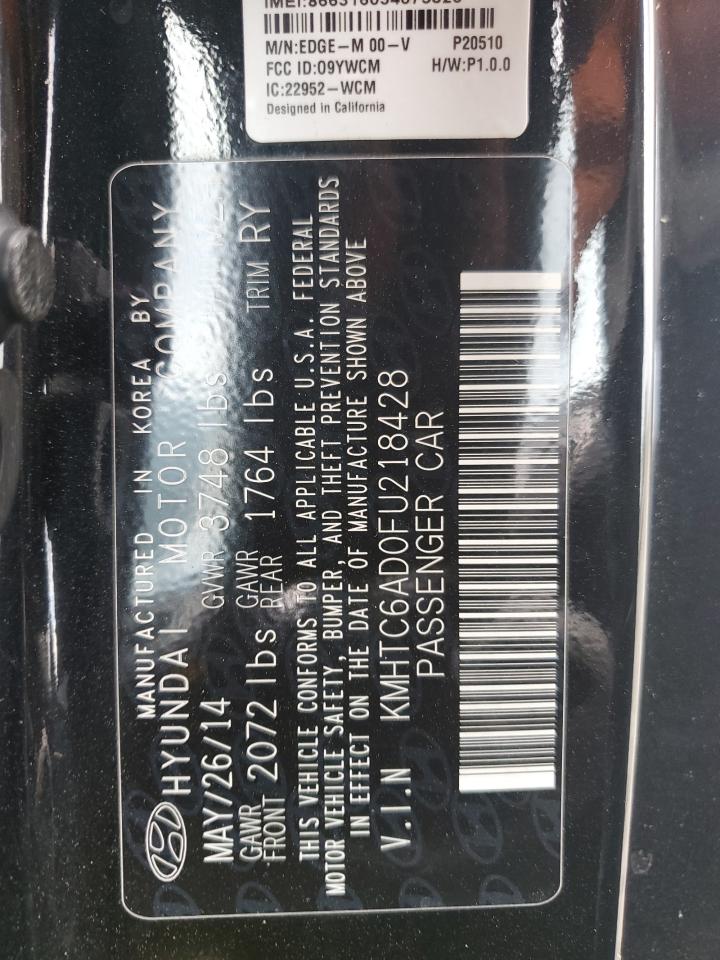 M/N:EDGE-M 00-V P20510
FCC ID:O9YWCM H/W:P1.0.0
IC:22952-WCM
Designed in California
MANUFACTURED IN KOREA BY
HYUNDAI MOTOR COMPANY
MAY/26/14 GVWR 3748 lbs
GAWR FRONT 2072 lbs GAWR REAR 1764 lbs TRIM RY
THIS VEHICLE CONFORMS TO ALL APPLICABLE U.S.A. FEDERAL
MOTOR VEHICLE SAFETY, BUMPER, AND THEFT PREVENTION STANDARDS
IN EFFECT ON THE DATE OF MANUFACTURE SHOWN ABOVE
V.I.N KMHTC6AD0FU218428
PASSENGER CAR